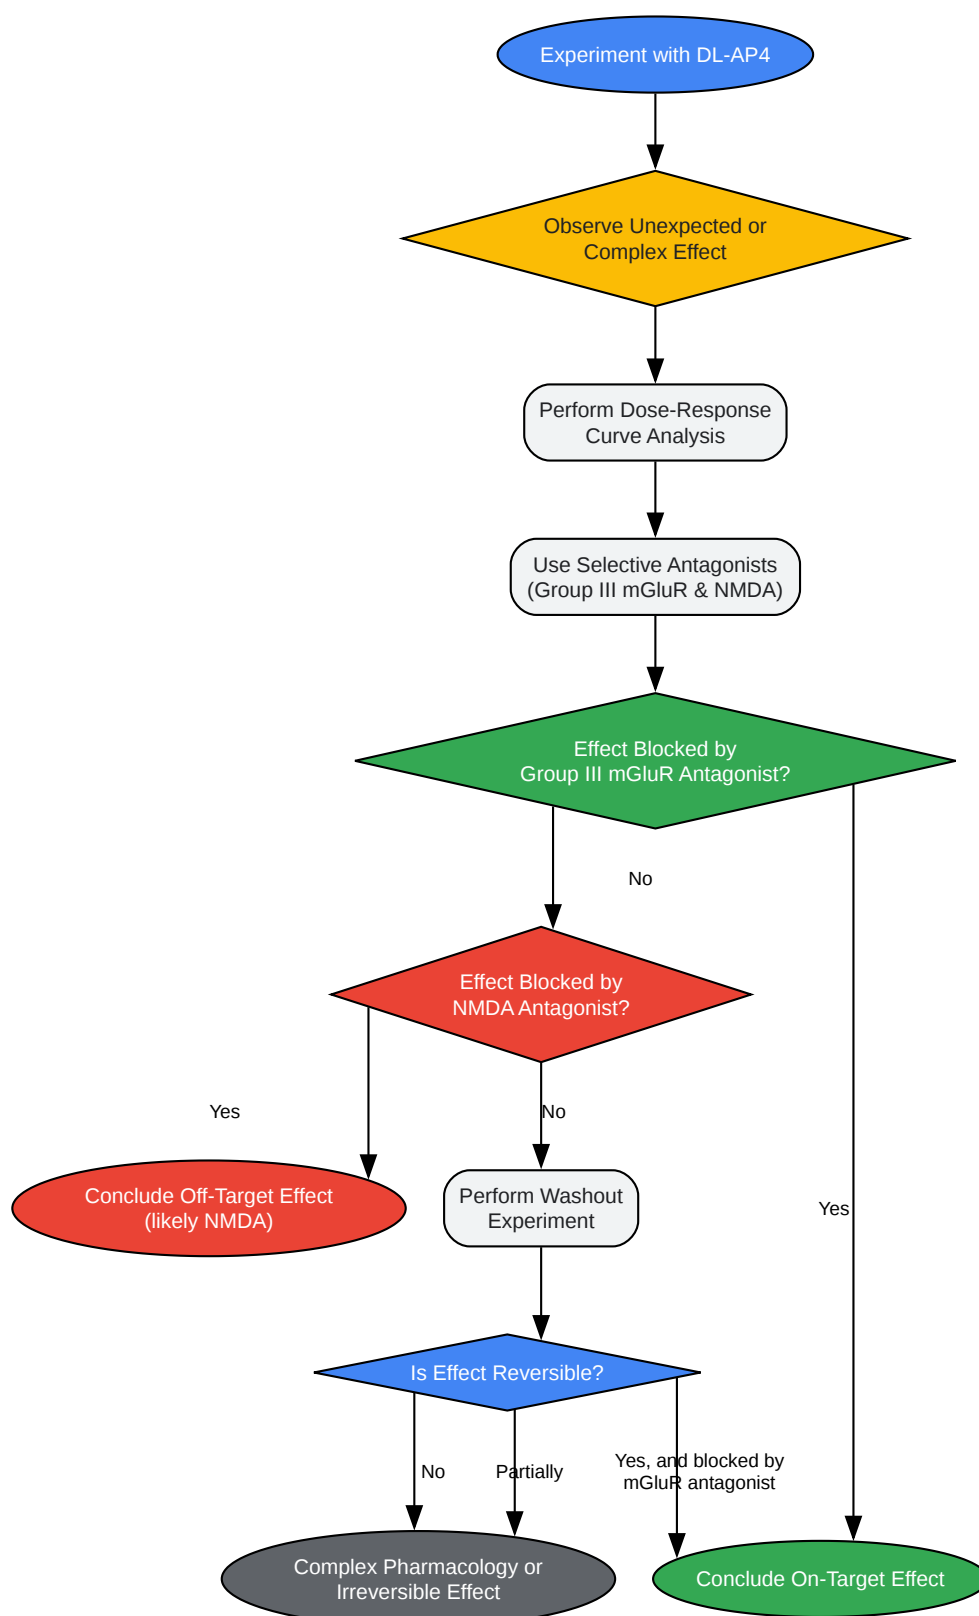 Experiment with DL-AP4
Observe Unexpected or
Complex Effect
Perform Dose-Response
Curve Analysis
Use Selective Antagonists
(Group III mGluR & NMDA)
Effect Blocked by
Group III mGluR Antagonist?
No
Effect Blocked by
NMDA Antagonist?
Yes
No
Conclude Off-Target Effect
(likely NMDA)
Perform Washout
Experiment
Yes
Is Effect Reversible?
No
Partially
Yes, and blocked by
mGluR antagonist
Complex Pharmacology or
Irreversible Effect
Conclude On-Target Effect